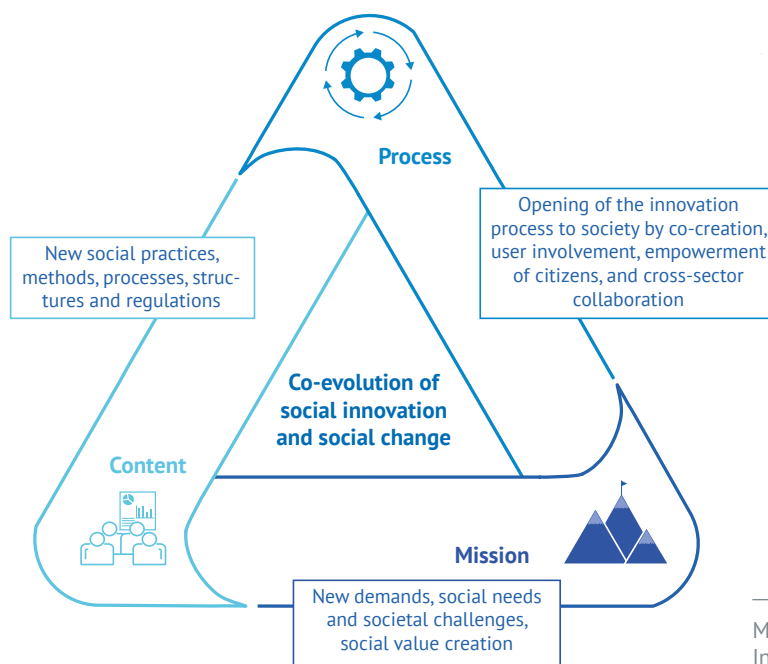 Process
New social practices,
methods, processes, struc-
tures and regulations
Opening of the innovation
process to society by co-creation,
user involvement, empowerment
of citizens, and cross-sector
collaboration
Co-evolution of
social innovation
and social change
Content
Mission
New demands, social needs
and societal challenges,
social value creation